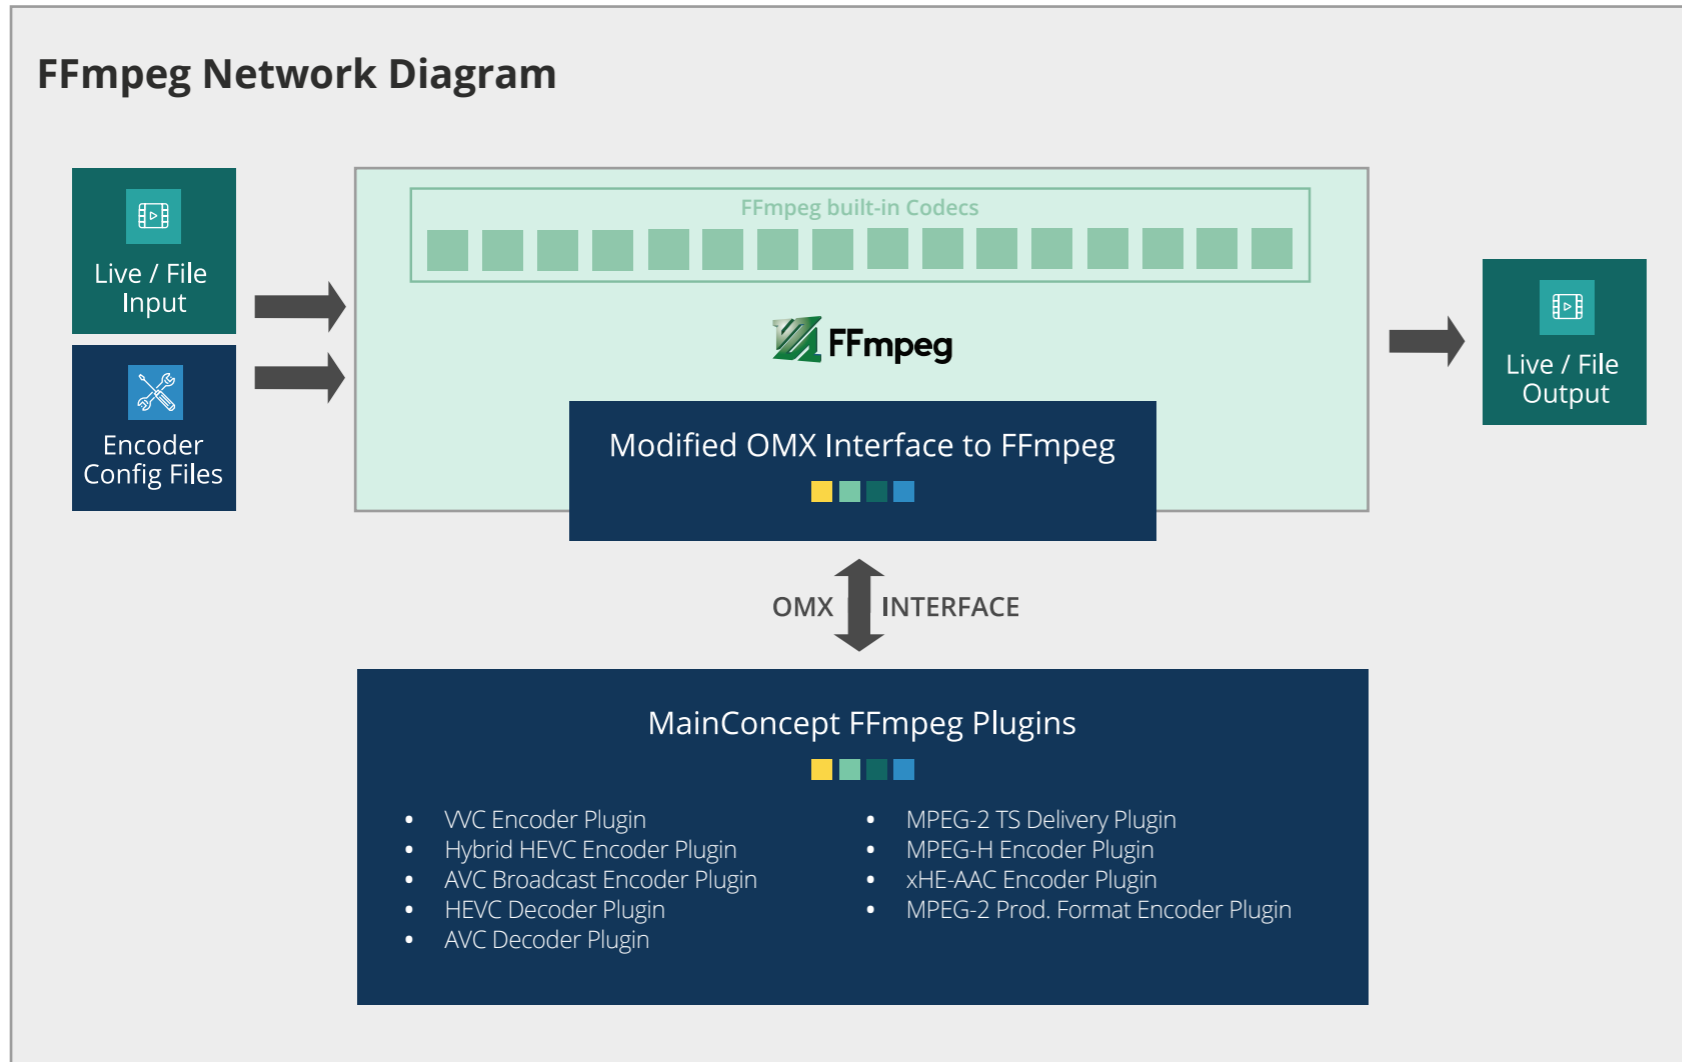 FFmpeg Network Diagram
Live / File
Input
Encoder
Config Files
FFmpeg built-in Codecs
FFmpeg
Modified OMX Interface to FFmpeg
OMX INTERFACE
MainConcept FFmpeg Plugins
• VVC Encoder Plugin
• Hybrid HEVC Encoder Plugin
• AVC Broadcast Encoder Plugin
• HEVC Decoder Plugin
• AVC Decoder Plugin
• MPEG-2 TS Delivery Plugin
• MPEG-H Encoder Plugin
• xHE-AAC Encoder Plugin
• MPEG-2 Prod. Format Encoder Plugin
Live / File
Output